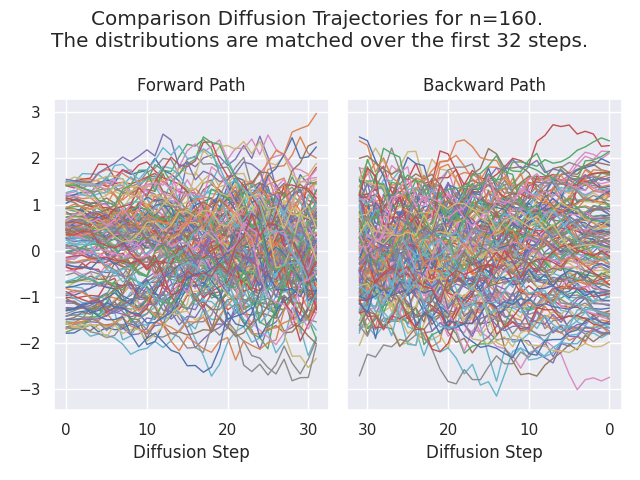 Comparison Diffusion Trajectories for n=160.
The distributions are matched over the first 32 steps.
Forward Path
Backward Path
3
2
1
0
−1
−2
−3
0 10 20 30
30 20 10 0
Diffusion Step
Diffusion Step